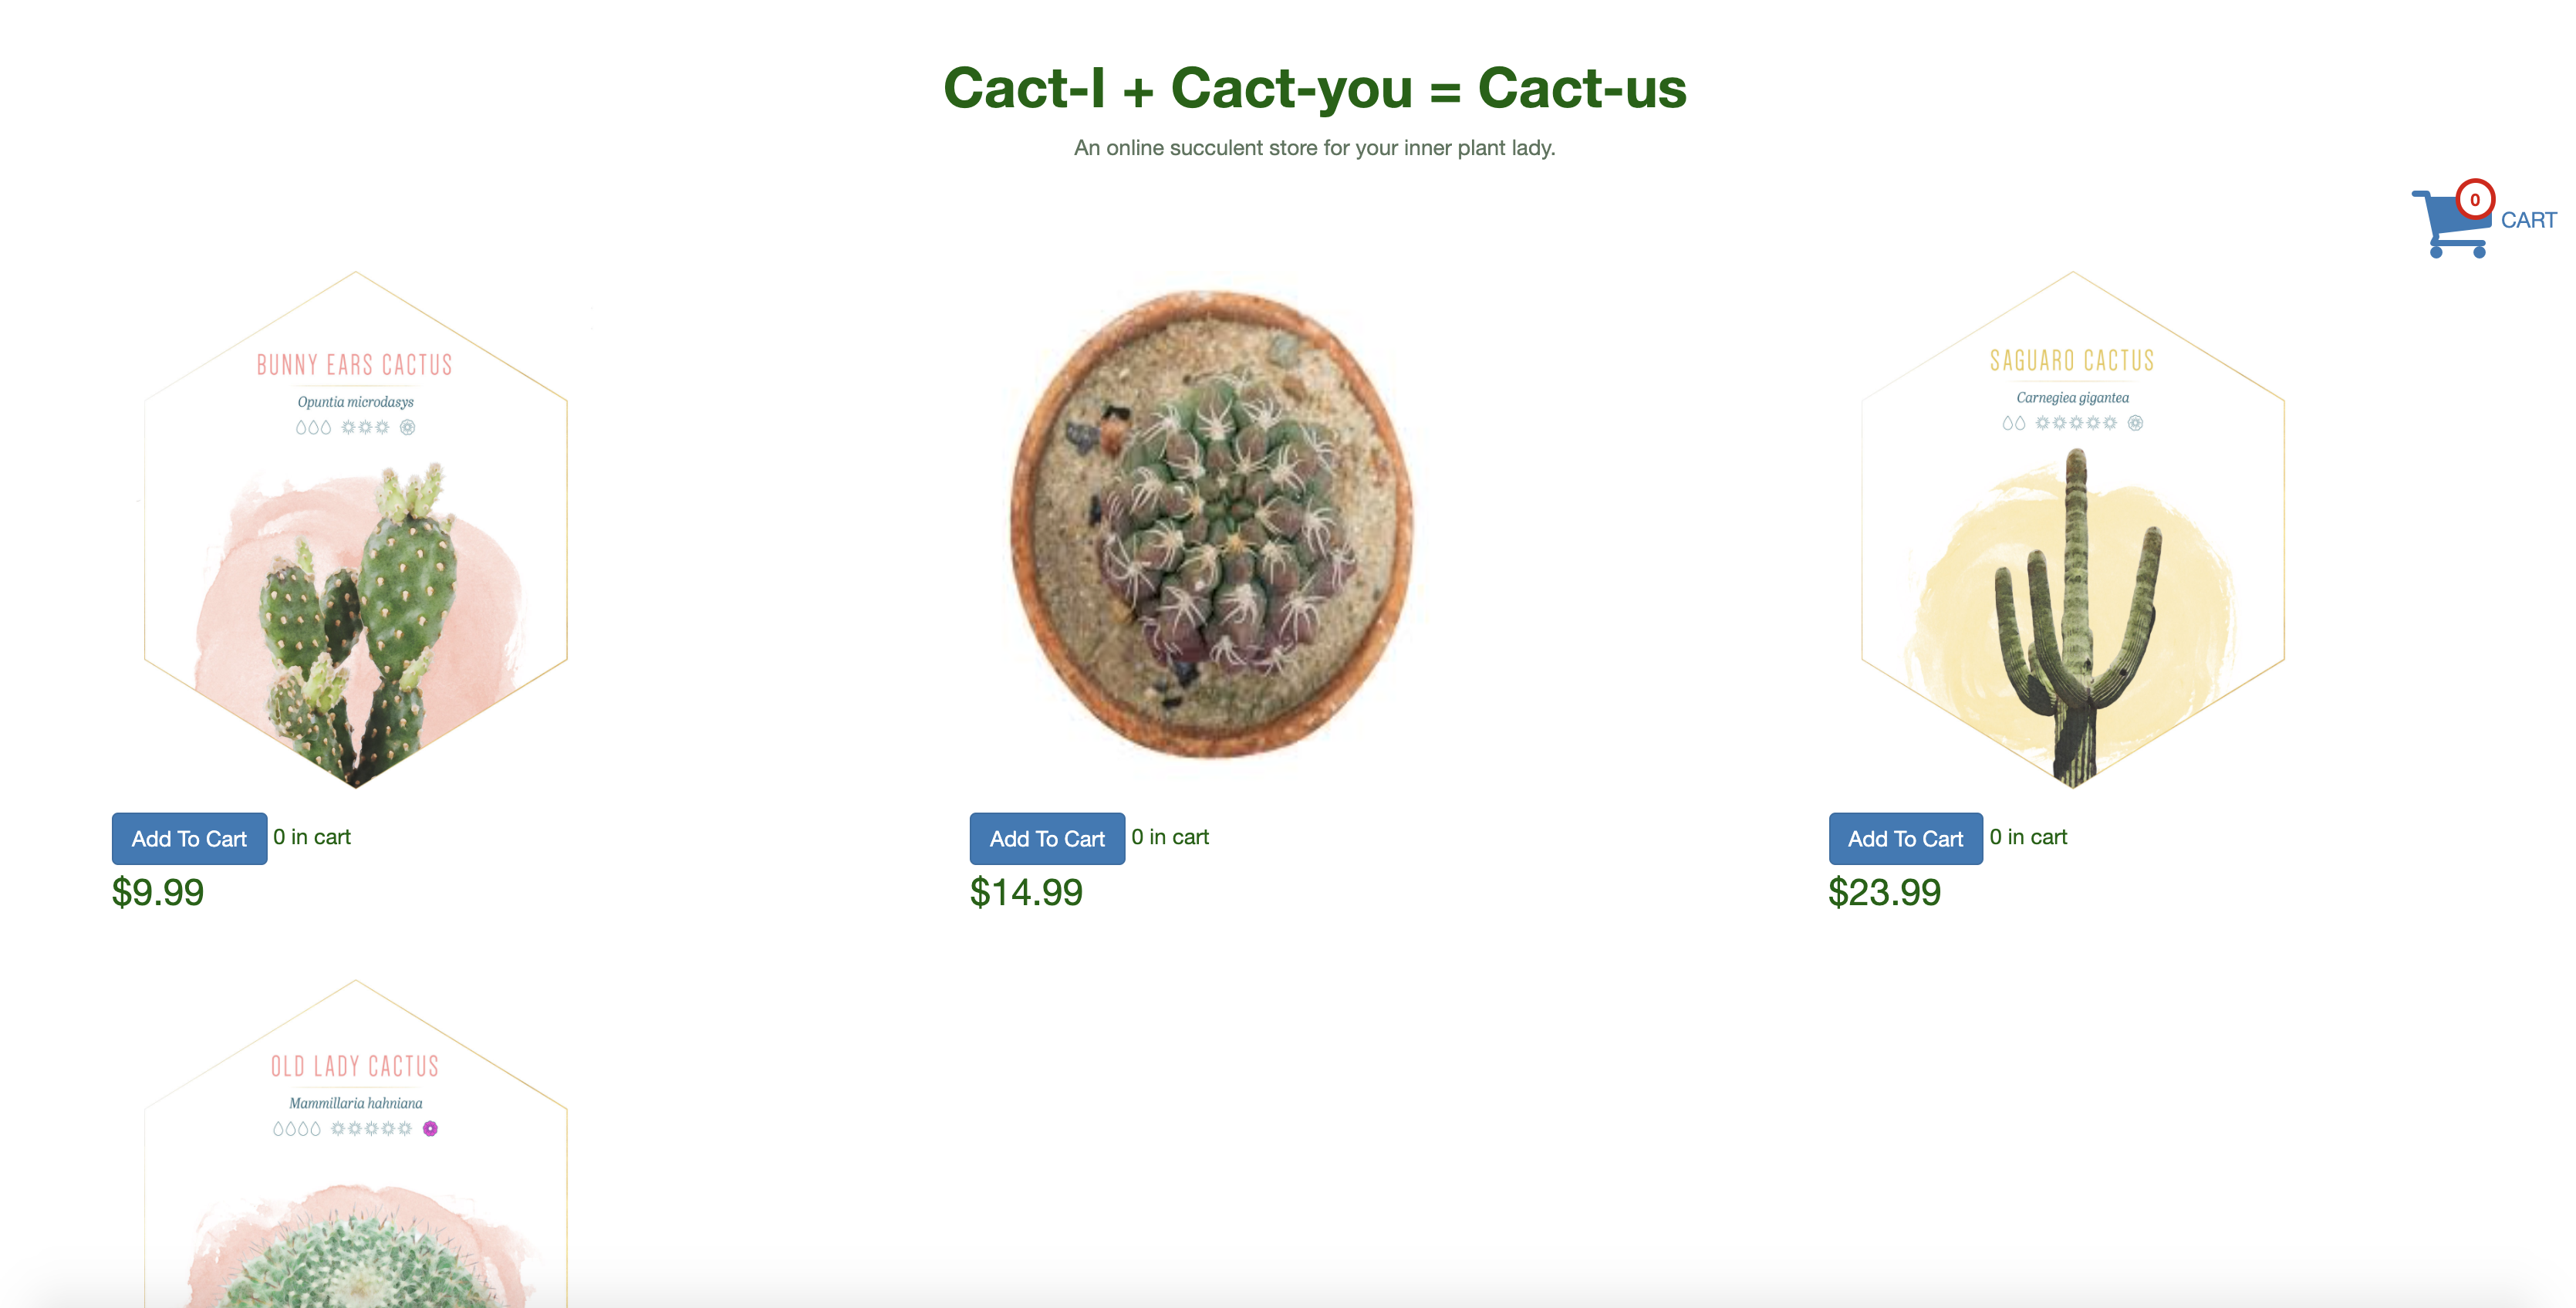 Cact-I + Cact-you = Cact-us
An online succulent store for your inner plant lady.
0
CART
BUNNY EARS CACTUS
Opuntia microdasys
SAGUARO CACTUS
Carnegiea gigantea
Add To Cart 0 in cart
$9.99
Add To Cart 0 in cart
$14.99
Add To Cart 0 in cart
$23.99
OLD LADY CACTUS
Mammillaria hahniana